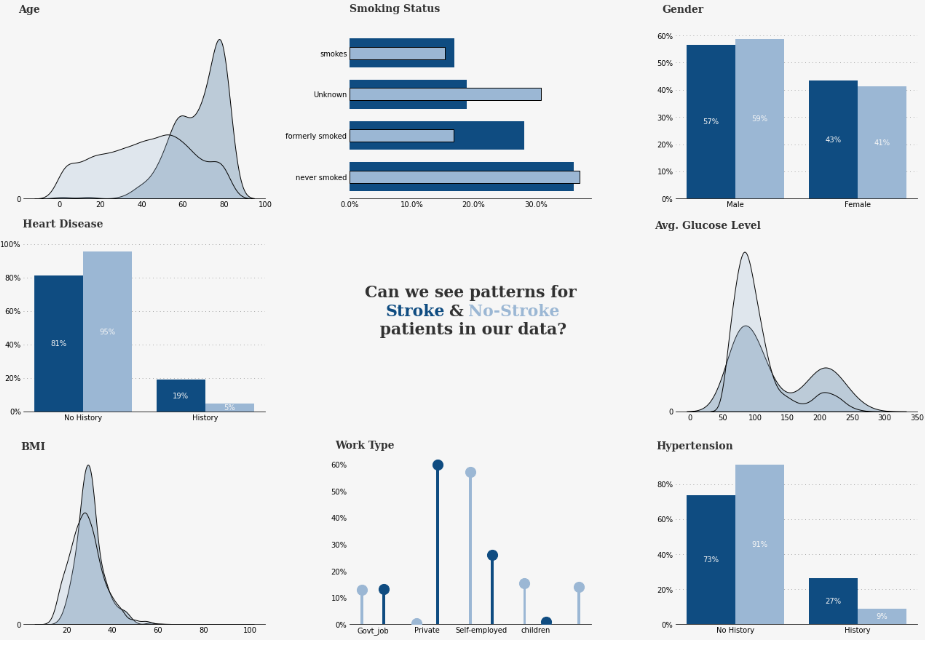 Age
0
0 20 40 60 80 100
Smoking Status
smokes
Unknown
formerly smoked
never smoked
0.0% 10.0% 20.0% 30.0%
Gender
60%
50%
40%
30%
20%
10%
0%
57% 59% 43% 41%
Male Female
Heart Disease
100%
80%
60%
40%
20%
0%
81% 95% 19% 5%
No History History
Can we see patterns for
Stroke & No-Stroke
patients in our data?
Avg. Glucose Level
0
0 50 100 150 200 250 300 350
BMI
0
20 40 60 80 100
Work Type
60%
50%
40%
30%
20%
10%
0%
Govt_job Private Self-employed children
Hypertension
80%
60%
40%
20%
0%
73% 91% 27% 9%
No History History